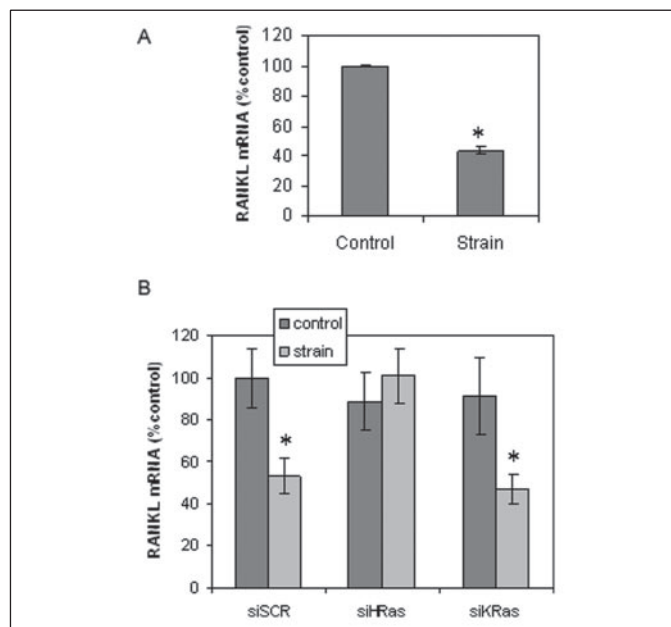 A
RANKL mRNA (%control)
120
100
80
60
40
20
0
*
Control Strain
B
RANKL mRNA (%control)
120
100
80
60
40
20
0
control
strain
*
*
siSCR siHRas siKRas